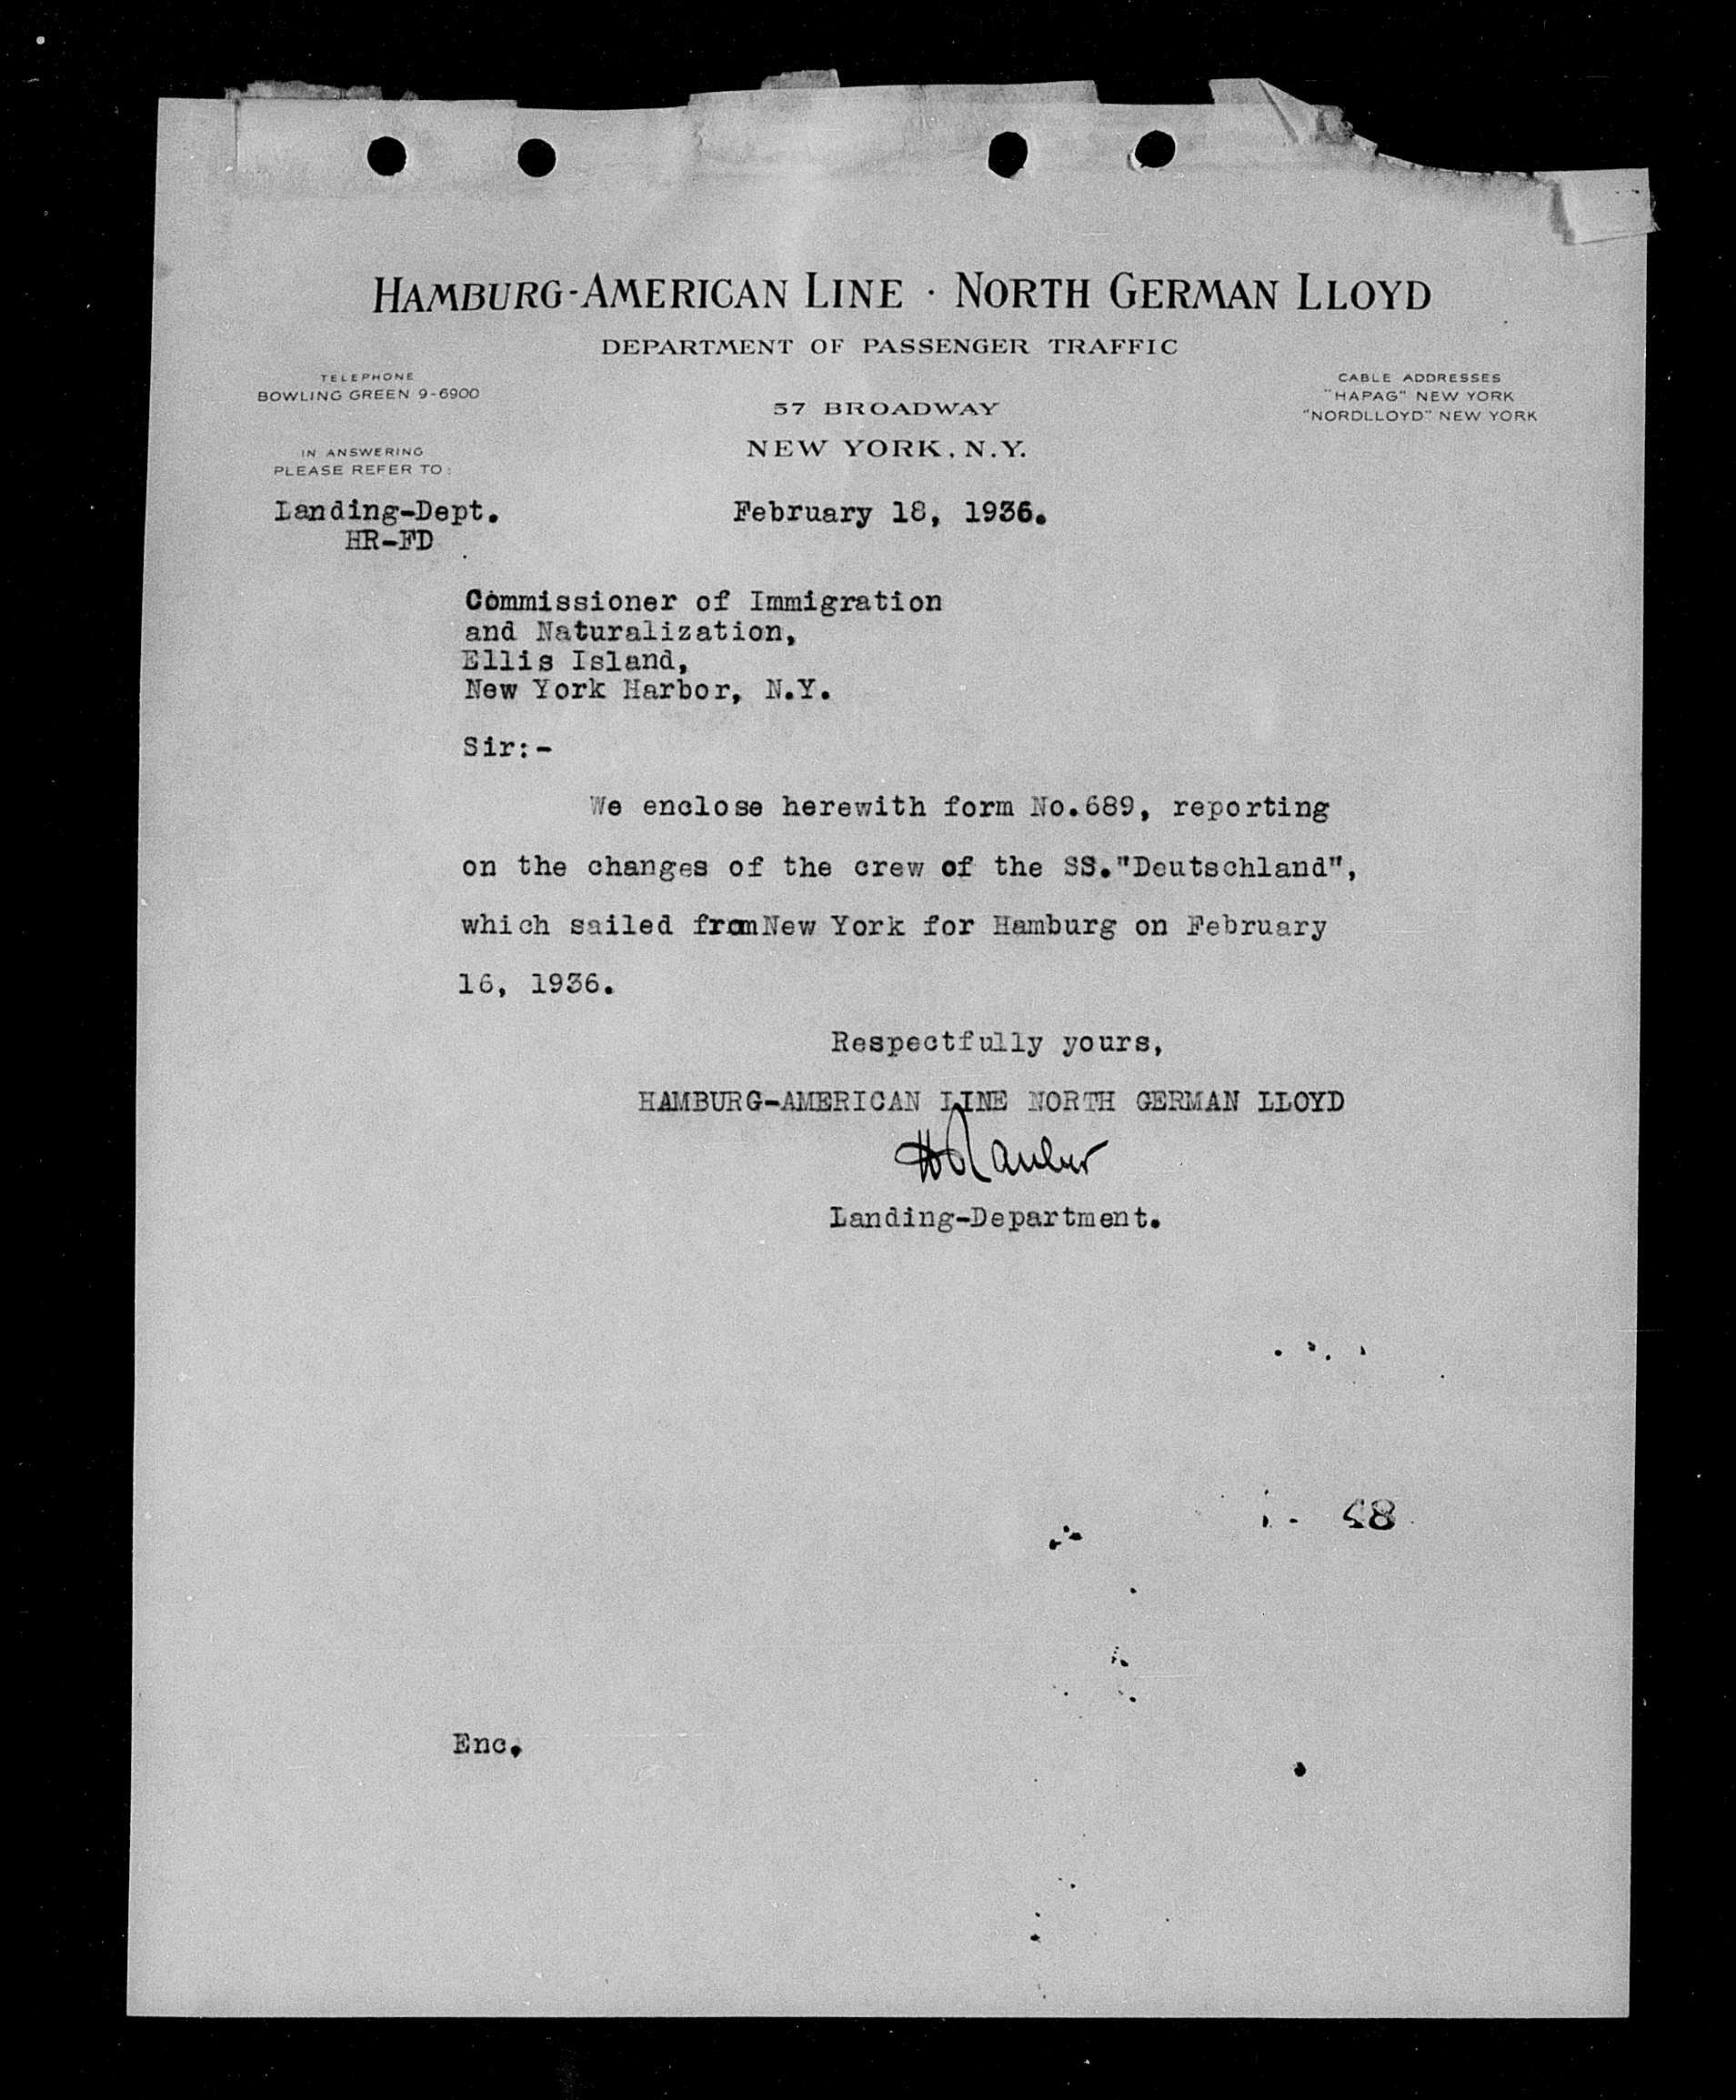 HAMBURG-AMERICAN LINE · NORTH GERMAN LLOYD
DEPARTMENT OF PASSENGER TRAFFIC
TELEPHONE
BOWLING GREEN 9-6900
CABLE ADDRESSES
"HAPAG" NEW YORK
"NORDLLOYD" NEW YORK
57 BROADWAY
NEW YORK, N.Y.
IN ANSWERING
PLEASE REFER TO:
Landing-Dept.
HR-FD
February 18, 1936.
Commissioner of Immigration
and Naturalization,
Ellis Island,
New York Harbor, N.Y.
Sir:-
We enclose herewith form No.689, reporting
on the changes of the crew of the SS."Deutschland",
which sailed from New York for Hamburg on February
16, 1936.
Respectfully yours,
HAMBURG-AMERICAN LINE NORTH GERMAN LLOYD
Landing-Department.
Enc.